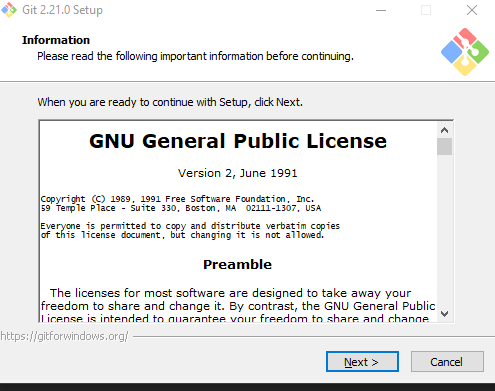 Git 2.21.0 Setup
Information
Please read the following important information before continuing.
When you are ready to continue with Setup, click Next.
GNU General Public License
Version 2, June 1991
Copyright (C) 1989, 1991 Free Software Foundation, Inc.
59 Temple Place - Suite 330, Boston, MA  02111-1307, USA
Everyone is permitted to copy and distribute verbatim copies
of this license document, but changing it is not allowed.
Preamble
The licenses for most software are designed to take away your
freedom to share and change it. By contrast, the GNU General Public
License is intended to guarantee your freedom to share and change
https://gitforwindows.org/
Next >
Cancel